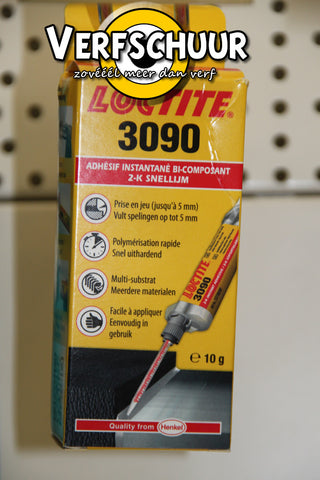 VERFSCHUUR
zovéél meer dan verf
LOCTITE®
3090
ADHÉSIF INSTANTANÉ BI-COMPOSANT
2-K SNELLIJM
Prise en jeu (jusqu'à 5 mm)
Vult spelingen op tot 5 mm
Polymérisation rapide
Snel uithardend
Multi-substrat
Meerdere materialen
Facile à appliquer
Eenvoudig in
gebruik
LOCTITE
3090
℮ 10 g
Quality from Henkel